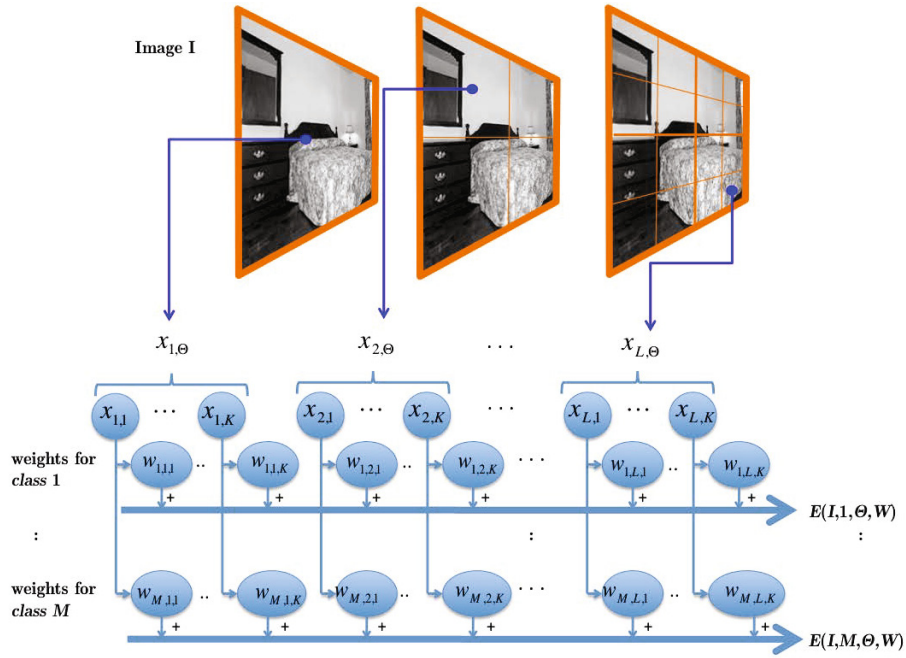 Image I
x1,Θ x2,Θ ... xL,Θ
x1,1 ... x1,K x2,1 ... x2,K ... xL,1 ... xL,K
weights for
class 1
w1,1,1 .. w1,1,K w1,2,1 .. w1,2,K ... w1,L,1 .. w1,L,K
+ + + + + +
E(I,1,Θ,W)
: : :
weights for
class M
wM,1,1 .. wM,1,K wM,2,1 .. wM,2,K ... wM,L,1 .. wM,L,K
+ + + + + +
E(I,M,Θ,W)